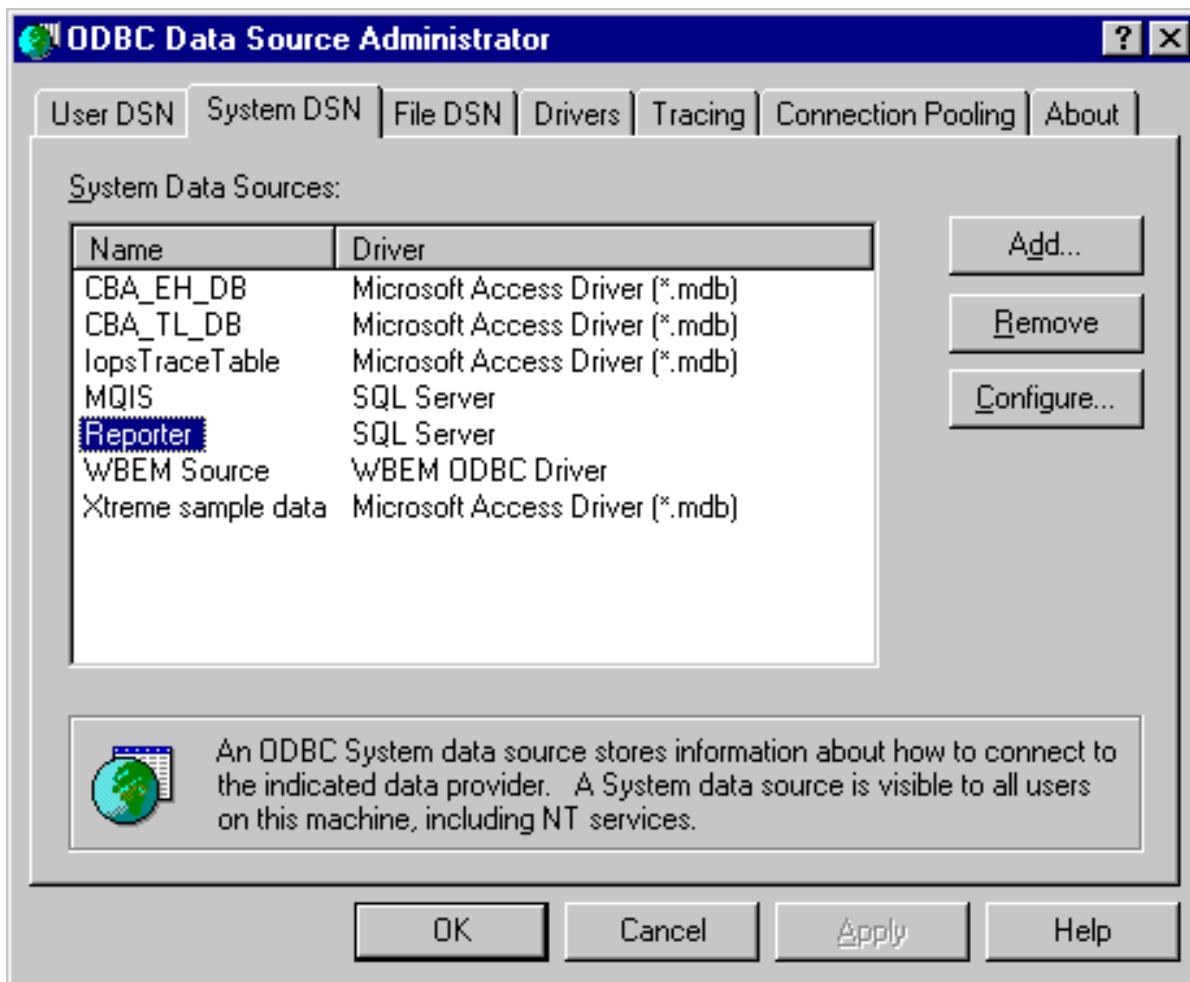 ODBC Data Source Administrator
User DSN System DSN File DSN Drivers Tracing Connection Pooling About
System Data Sources:
Name Driver
CBA_EH_DB Microsoft Access Driver (*.mdb)
CBA_TL_DB Microsoft Access Driver (*.mdb)
IopsTraceTable Microsoft Access Driver (*.mdb)
MQIS SQL Server
Reporter SQL Server
WBEM Source WBEM ODBC Driver
Xtreme sample data Microsoft Access Driver (*.mdb)
Add...
Remove
Configure...
An ODBC System data source stores information about how to connect to
the indicated data provider. A System data source is visible to all users
on this machine, including NT services.
OK Cancel Apply Help